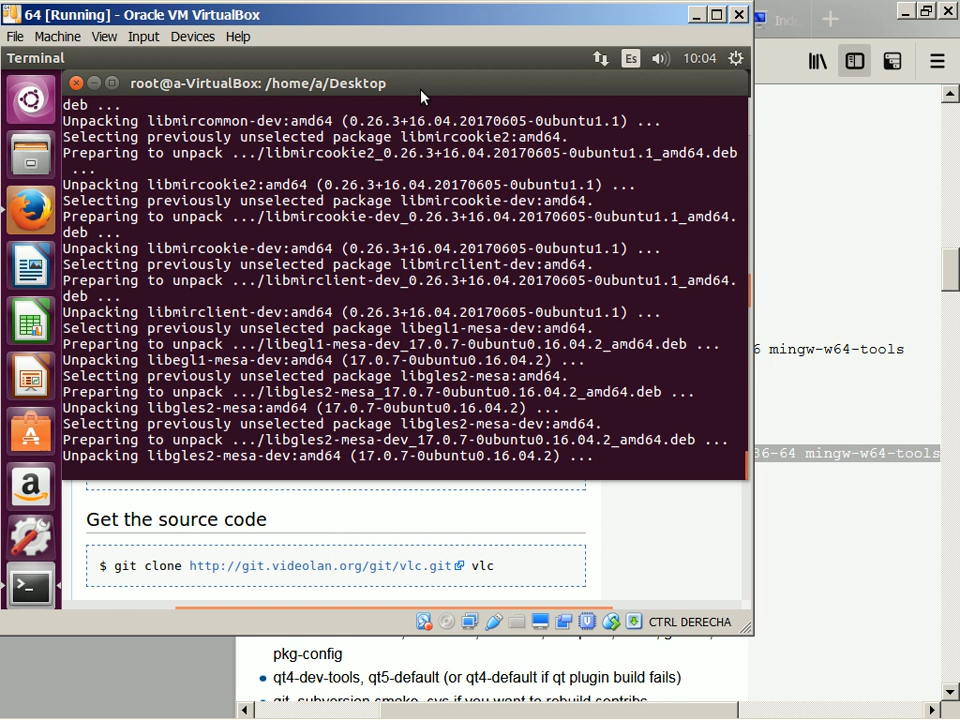 64 [Running] - Oracle VM VirtualBox
File Machine View Input Devices Help
Terminal
Es
10:04
root@a-VirtualBox: /home/a/Desktop
deb ...
Unpacking libmircommon-dev:amd64 (0.26.3+16.04.20170605-0ubuntu1.1) ...
Selecting previously unselected package libmircookie2:amd64.
Preparing to unpack .../libmircookie2_0.26.3+16.04.20170605-0ubuntu1.1_amd64.deb
...
Unpacking libmircookie2:amd64 (0.26.3+16.04.20170605-0ubuntu1.1) ...
Selecting previously unselected package libmircookie-dev:amd64.
Preparing to unpack .../libmircookie-dev_0.26.3+16.04.20170605-0ubuntu1.1_amd64.
deb ...
Unpacking libmircookie-dev:amd64 (0.26.3+16.04.20170605-0ubuntu1.1) ...
Selecting previously unselected package libmirclient-dev:amd64.
Preparing to unpack .../libmirclient-dev_0.26.3+16.04.20170605-0ubuntu1.1_amd64.
deb ...
Unpacking libmirclient-dev:amd64 (0.26.3+16.04.20170605-0ubuntu1.1) ...
Selecting previously unselected package libegl1-mesa-dev:amd64.
Preparing to unpack .../libegl1-mesa-dev_17.0.7-0ubuntu0.16.04.2_amd64.deb ...
Unpacking libegl1-mesa-dev:amd64 (17.0.7-0ubuntu0.16.04.2) ...
Selecting previously unselected package libgles2-mesa:amd64.
Preparing to unpack .../libgles2-mesa_17.0.7-0ubuntu0.16.04.2_amd64.deb ...
Unpacking libgles2-mesa:amd64 (17.0.7-0ubuntu0.16.04.2) ...
Selecting previously unselected package libgles2-mesa-dev:amd64.
Preparing to unpack .../libgles2-mesa-dev_17.0.7-0ubuntu0.16.04.2_amd64.deb ...
Unpacking libgles2-mesa-dev:amd64 (17.0.7-0ubuntu0.16.04.2) ...
6 mingw-w64-tools
86-64 mingw-w64-tools
Get the source code
$ git clone http://git.videolan.org/git/vlc.git vlc
CTRL DERECHA
pkg-config
qt4-dev-tools, qt5-default (or qt4-default if qt plugin build fails)